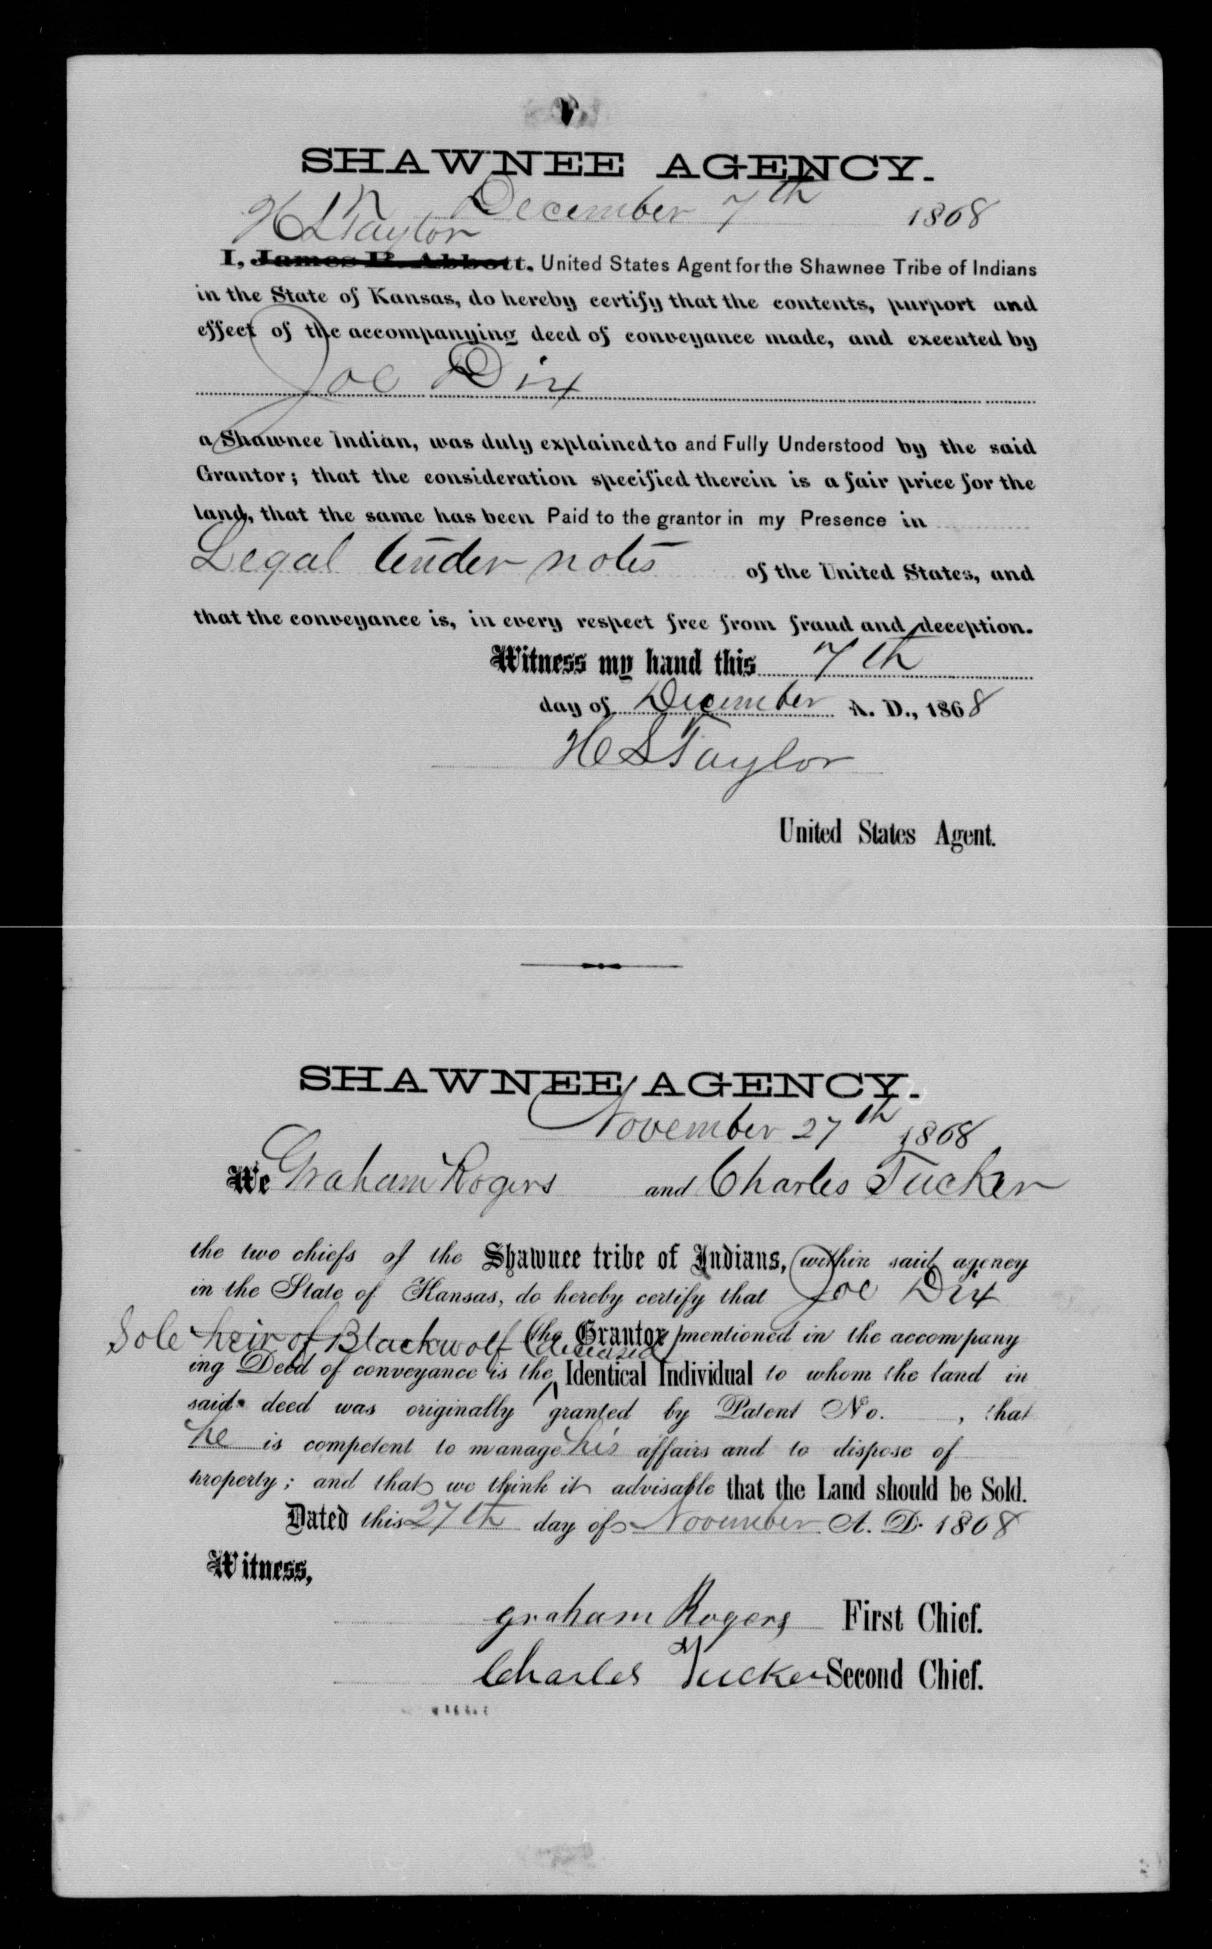 SHAWNEE AGENCY.
December 7th 1868
H L Taylor
I, James B. Abbott, United States Agent for the Shawnee Tribe of Indians
in the State of Kansas, do hereby certify that the contents, purport and
effect of the accompanying deed of conveyance made, and executed by
Joe Dix
a Shawnee Indian, was duly explained to and Fully Understood by the said
Grantor; that the consideration specified therein is a fair price for the
land, that the same has been Paid to the grantor in my Presence in
Legal tender notes of the United States, and
that the conveyance is, in every respect free from fraud and deception.
Witness my hand this 7th
day of December A. D., 1868
H L Taylor
United States Agent.
SHAWNEE AGENCY.
November 27th 1868
We Graham Rogers and Charles Tucker
the two chiefs of the Shawnee tribe of Indians, within said agency
in the State of Kansas, do hereby certify that Joe Dix
Sole heir of Blackwolf (deceased) the Grantor mentioned in the accompany
ing Deed of conveyance is the Identical Individual to whom the land in
said deed was originally granted by Patent No. , that
he is competent to manage his affairs and to dispose of
property; and that we think it advisable that the Land should be Sold.
Dated this 27th day of November A. D. 1868
Witness,
Graham Rogers First Chief.
Charles Tucker Second Chief.